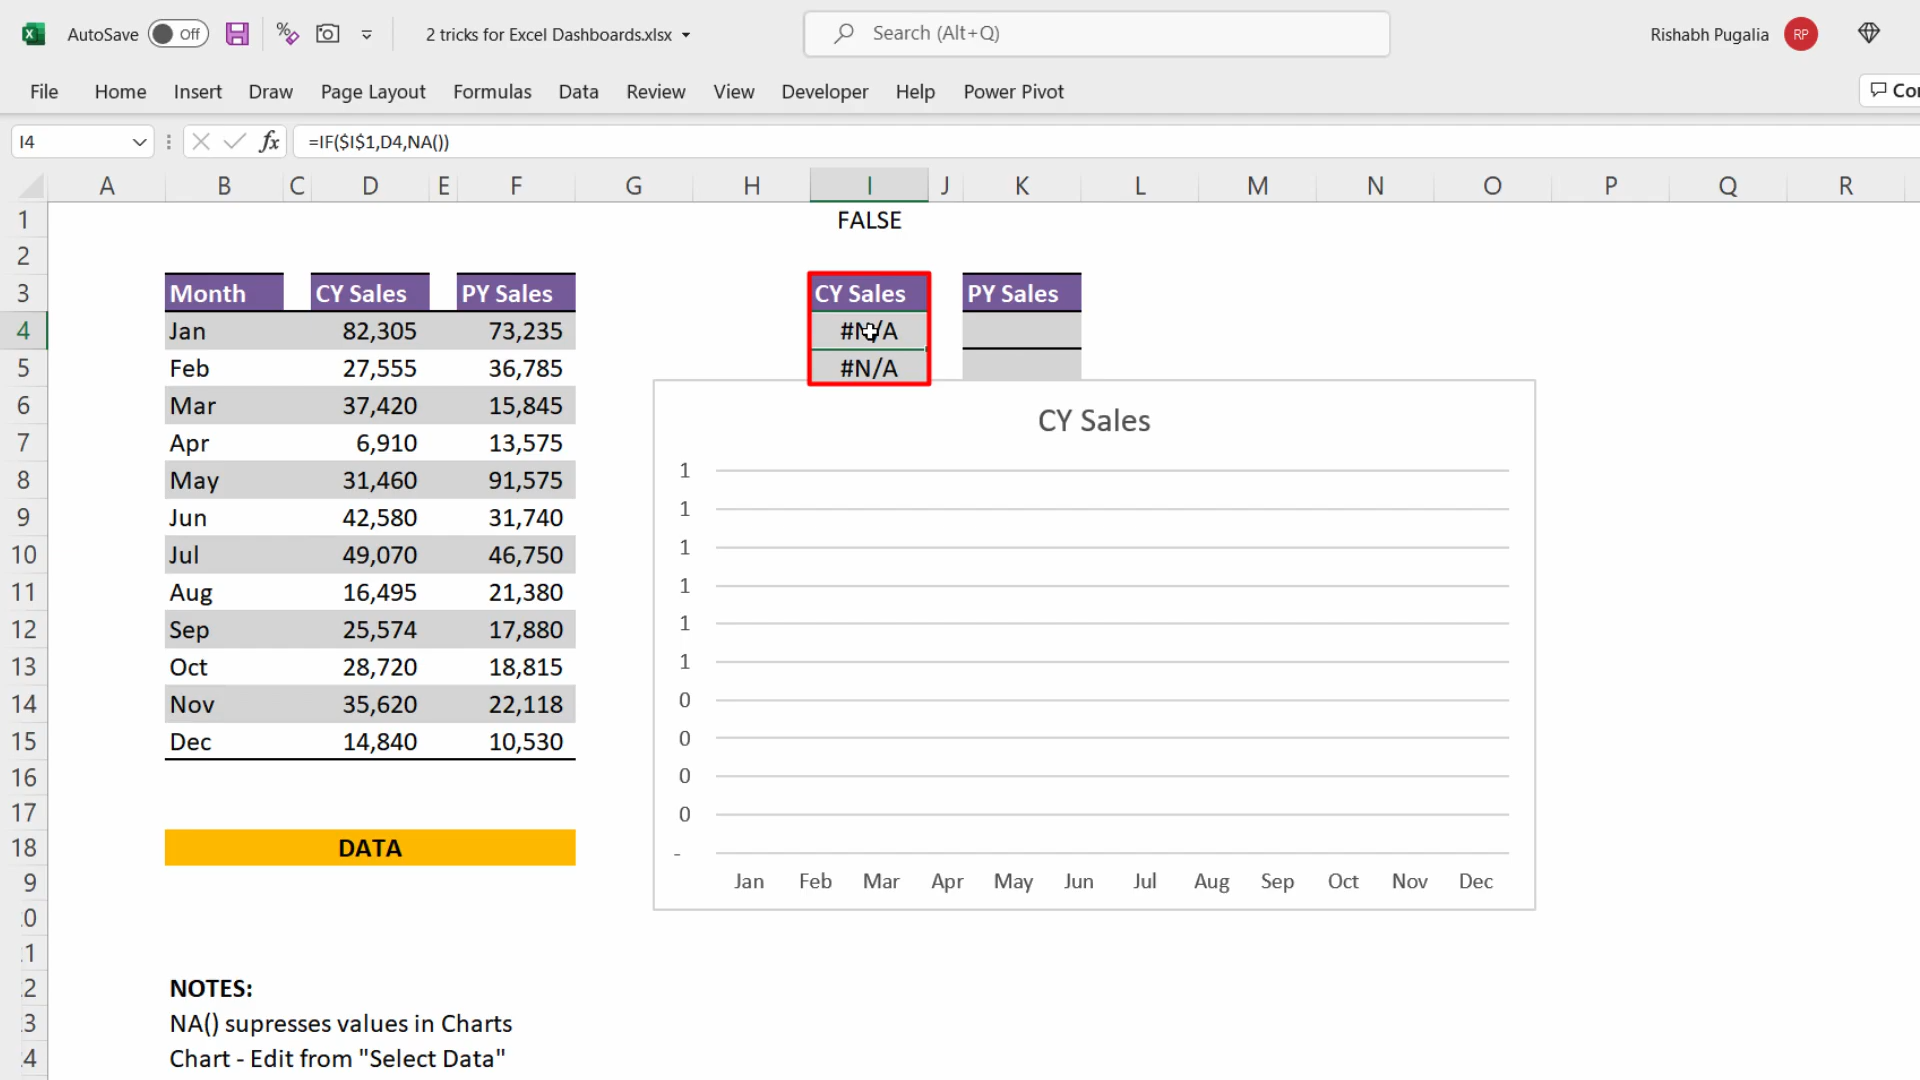 AutoSave Off 2 tricks for Excel Dashboards.xlsx Search (Alt+Q) Rishabh Pugalia RP
File Home Insert Draw Page Layout Formulas Data Review View Developer Help Power Pivot Co
I4 fx =IF($I$1,D4,NA())
A B C D E F G H I J K L M N O P Q R
1 FALSE
2
3 Month CY Sales PY Sales CY Sales PY Sales
4 Jan 82,305 73,235 #N/A
5 Feb 27,555 36,785 #N/A
6 Mar 37,420 15,845
7 Apr 6,910 13,575
8 May 31,460 91,575
9 Jun 42,580 31,740
10 Jul 49,070 46,750
11 Aug 16,495 21,380
12 Sep 25,574 17,880
13 Oct 28,720 18,815
14 Nov 35,620 22,118
15 Dec 14,840 10,530
16
17
18 DATA
9
0
1
2 NOTES:
3 NA() supresses values in Charts
4 Chart - Edit from "Select Data"
CY Sales
1
1
1
1
1
1
0
0
0
0
-
Jan Feb Mar Apr May Jun Jul Aug Sep Oct Nov Dec